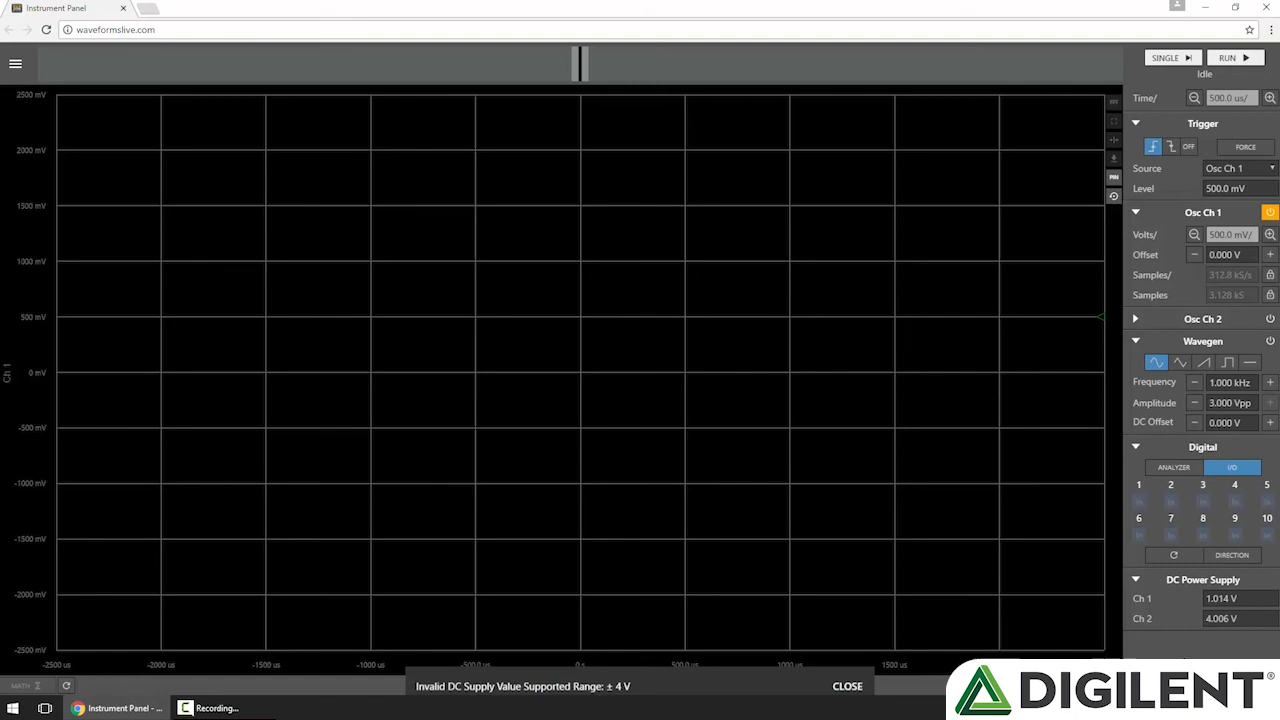 Instrument Panel
waveformslive.com
SINGLE
RUN
Idle
2500 mV
2000 mV
1500 mV
1000 mV
500 mV
0 mV
-500 mV
-1000 mV
-1500 mV
-2000 mV
-2500 mV
Ch 1
-2500 us
-2000 us
-1500 us
-1000 us
-500.0 us
0 s
500.0 us
1000 us
1500 us
PIN
Time/
500.0 us/
Trigger
OFF
FORCE
Source
Osc Ch 1
Level
500.0 mV
Osc Ch 1
Volts/
500.0 mV/
Offset
0.000 V
Samples/
312.8 kS/s
Samples
3.128 kS
Osc Ch 2
Wavegen
Frequency
1.000 kHz
Amplitude
3.000 Vpp
DC Offset
0.000 V
Digital
ANALYZER
I/O
1 2 3 4 5
6 7 8 9 10
DIRECTION
DC Power Supply
Ch 1
1.014 V
Ch 2
4.006 V
MATH
Invalid DC Supply Value Supported Range: ± 4 V
CLOSE
Instrument Panel - ...
Recording...
DIGILENT®